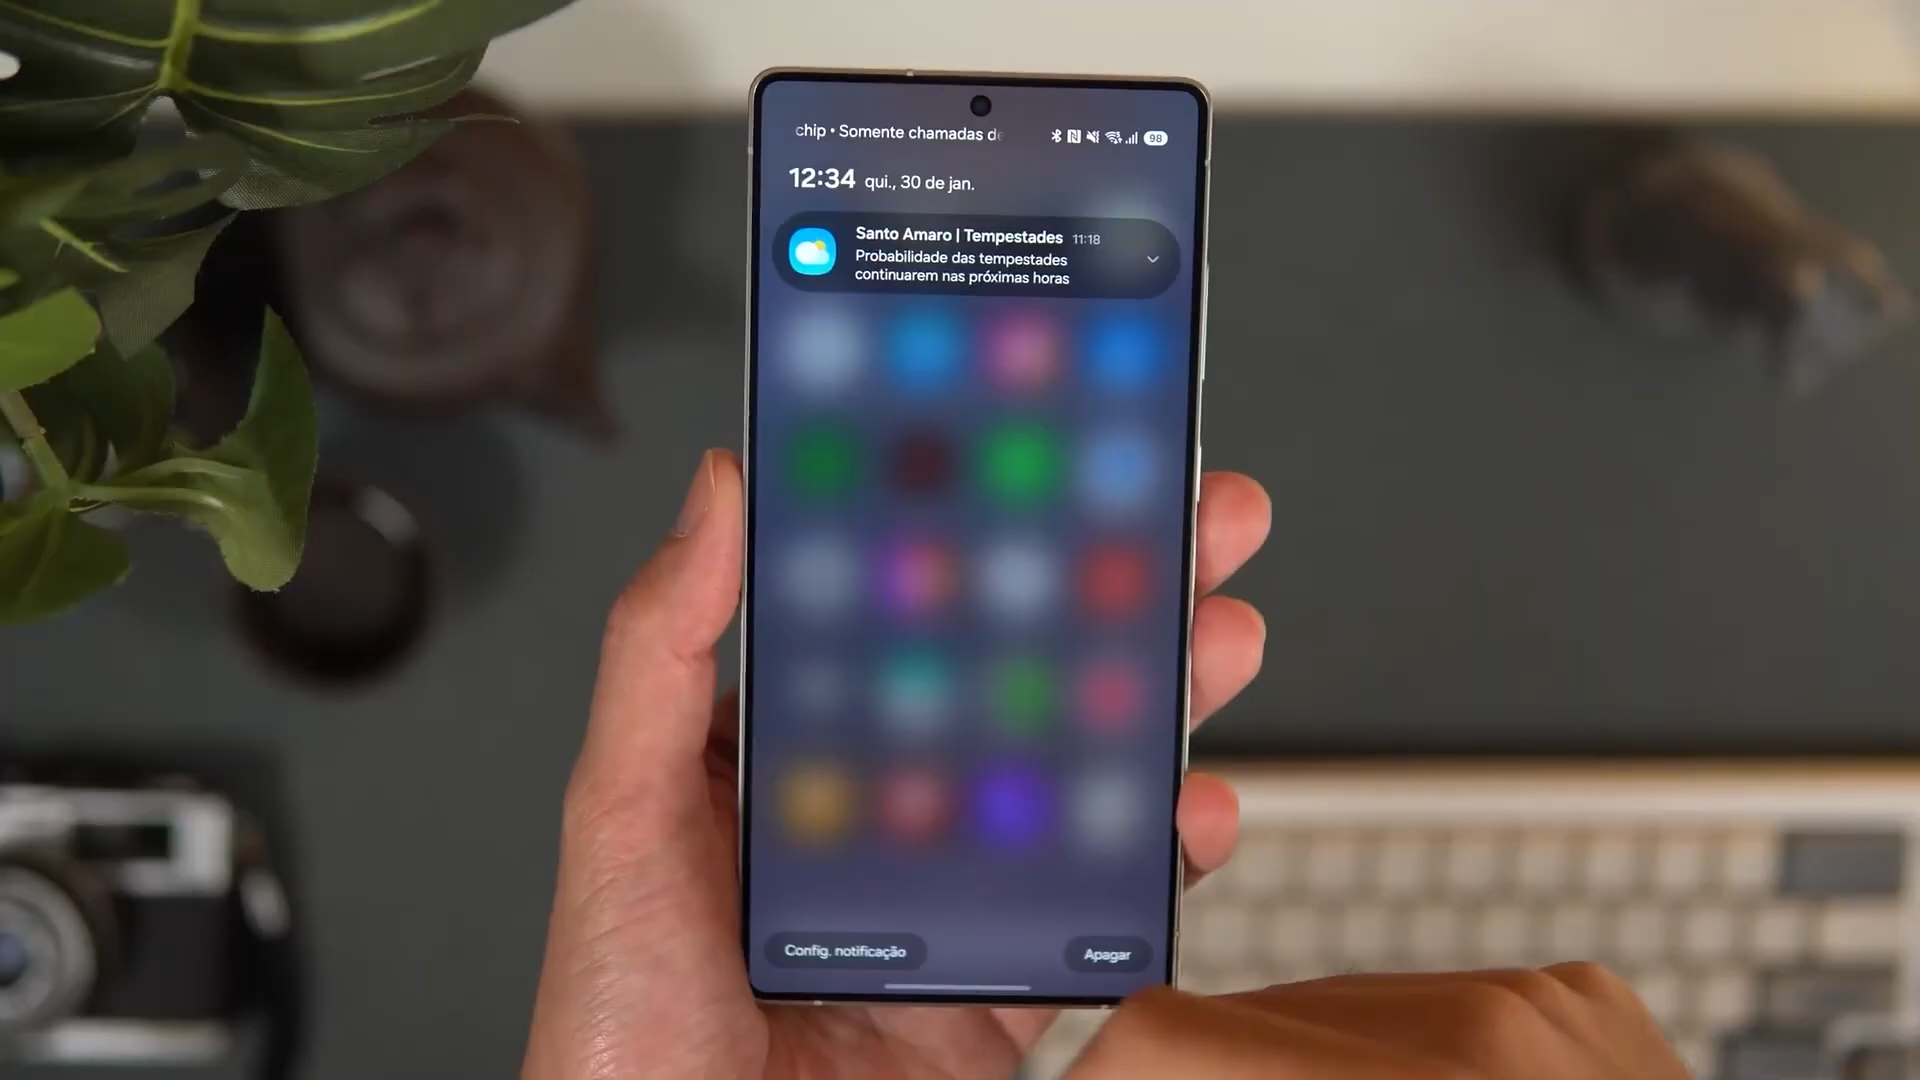 chip • Somente chamadas de
98
12:34 qui., 30 de jan.
Santo Amaro | Tempestades 11:18
Probabilidade das tempestades
continuarem nas próximas horas
Config. notificação
Apagar